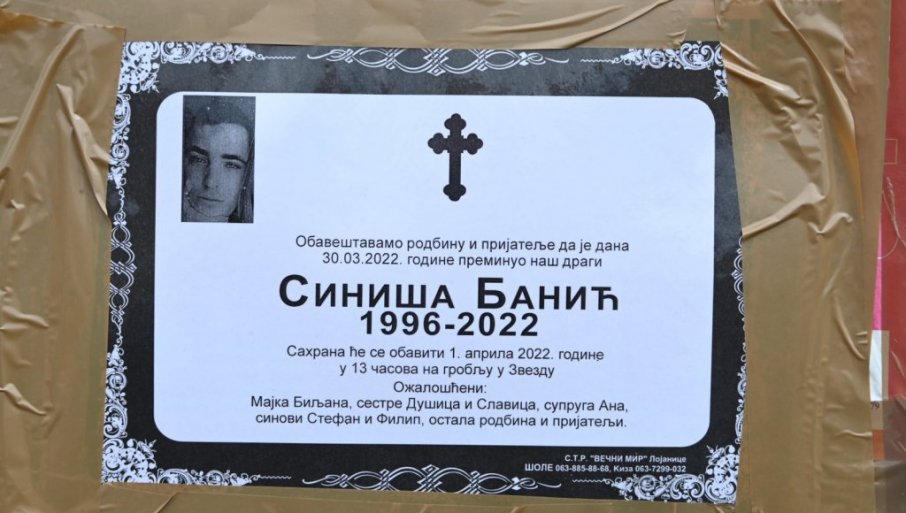 Обавештавамо родбину и пријатеље да је дана
30.03.2022. године преминуо наш драги
СИНИША БАНИЋ
1996-2022
Сахрана ће се обавити 1. априла 2022. године
у 13 часова на гробљу у Звезду
Ожалошћени:
Мајка Биљана, сестре Душица и Славица, супруга Ана,
синови Стефан и Филип, остала родбина и пријатељи.
С.Т.Р. "ВЕЧНИ МИР" Лојанице
ШОЛЕ 063-885-88-68, Киза 063-7299-032